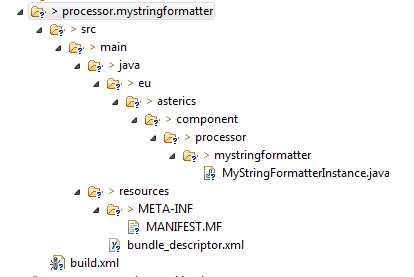 > processor.mystringformatter
> src
> main
> java
> eu
> asterics
> component
> processor
> mystringformatter
MyStringFormatterInstance.java
> resources
> META-INF
MANIFEST.MF
bundle_descriptor.xml
build.xml